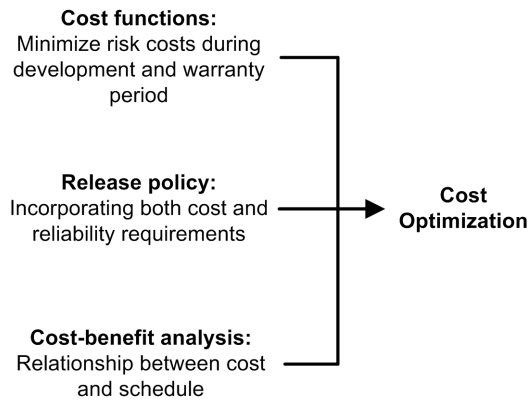 Cost functions:
Minimize risk costs during
development and warranty
period
Release policy:
Incorporating both cost and
reliability requirements
Cost-benefit analysis:
Relationship between cost
and schedule
Cost
Optimization